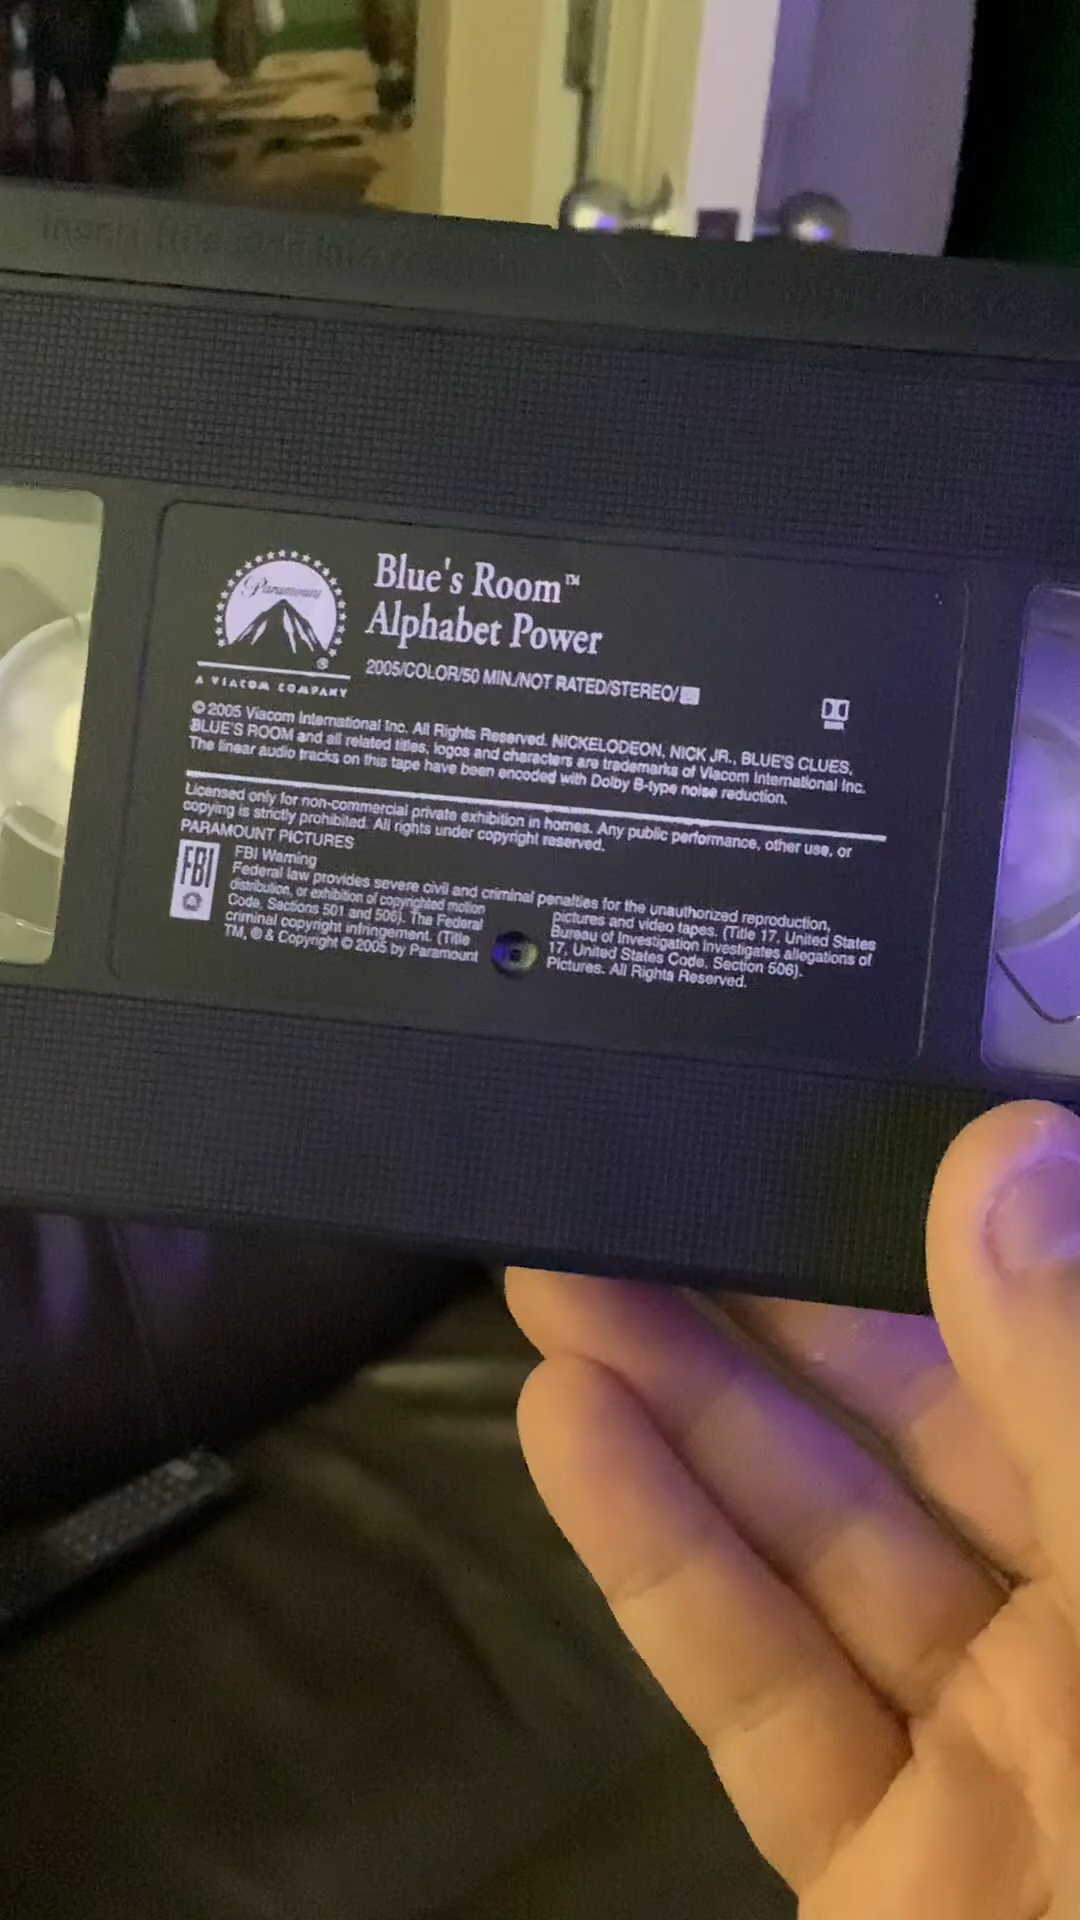 Insert this side into recorder
Paramount
®
A VIACOM COMPANY
Blue's Room™
Alphabet Power
2005/COLOR/50 MIN./NOT RATED/STEREO/
© 2005 Viacom International Inc. All Rights Reserved. NICKELODEON, NICK JR., BLUE'S CLUES,
BLUE'S ROOM and all related titles, logos and characters are trademarks of Viacom International Inc.
The linear audio tracks on this tape have been encoded with Dolby B-type noise reduction.
Licensed only for non-commercial private exhibition in homes. Any public performance, other use, or
copying is strictly prohibited. All rights under copyright reserved.
PARAMOUNT PICTURES
FBI
FBI Warning
Federal law provides severe civil and criminal penalties for the unauthorized reproduction,
distribution, or exhibition of copyrighted motion pictures and video tapes. (Title 17, United States
Code, Sections 501 and 506). The Federal Bureau of Investigation investigates allegations of
criminal copyright infringement. (Title 17, United States Code, Section 506).
TM, ® & Copyright © 2005 by Paramount Pictures. All Rights Reserved.